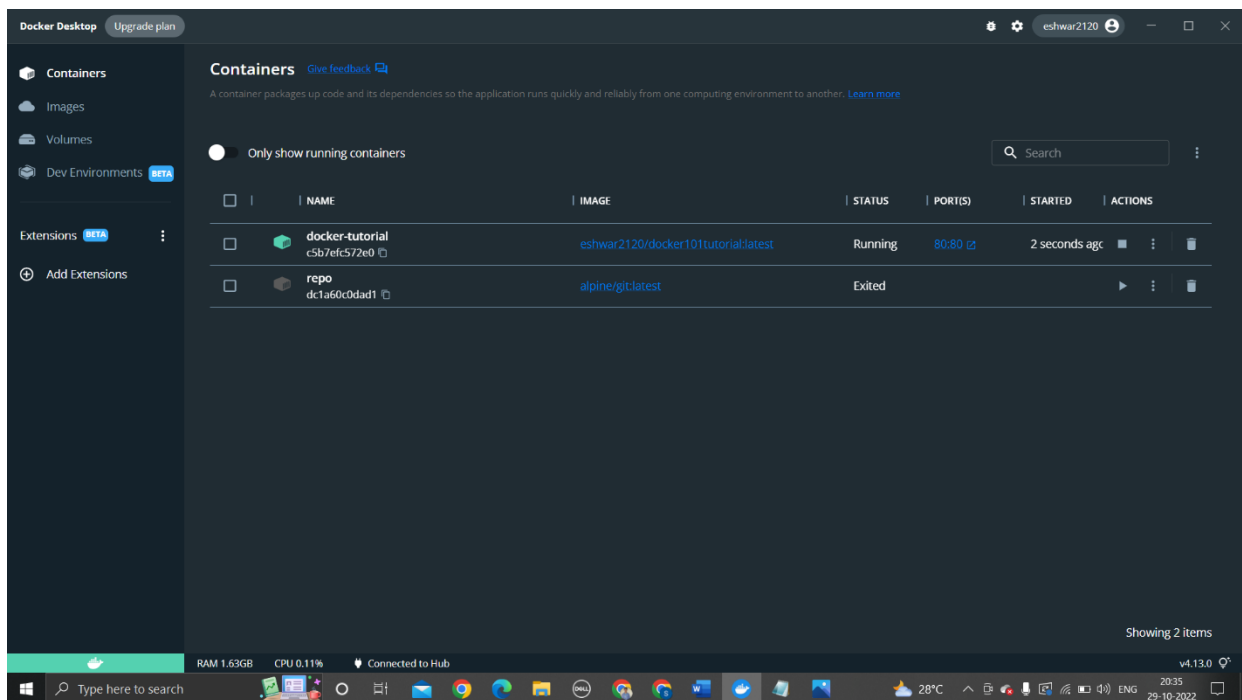 Docker Desktop Upgrade plan eshwar2120
Containers
Images
Volumes
Dev Environments BETA
Extensions BETA
Add Extensions
Containers Give feedback
A container packages up code and its dependencies so the application runs quickly and reliably from one computing environment to another. Learn more
Only show running containers Search
NAME IMAGE STATUS PORT(S) STARTED ACTIONS
docker-tutorial eshwar2120/docker101tutorial:latest Running 80:80 2 seconds agc
c5b7efc572e0
repo alpine/git:latest Exited
dc1a60c0dad1
Showing 2 items
RAM 1.63GB CPU 0.11% Connected to Hub v4.13.0
Type here to search DELL 28°C ENG 20:35
29-10-2022